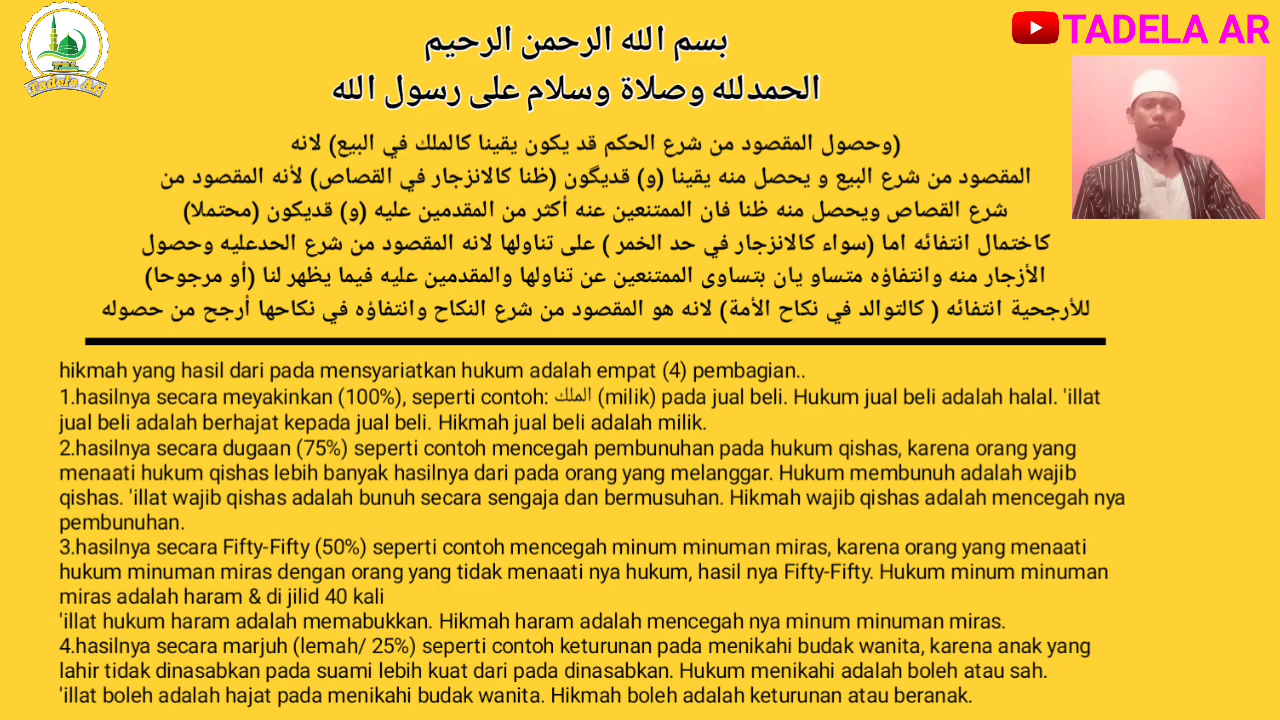 TADELA AR
Tadela AR
بسم الله الرحمن الرحيم
الحمدلله وصلاة وسلام على رسول الله
(وحصول المقصود من شرع الحكم قد يكون يقينا كالملك في البيع) لانه
المقصود من شرع البيع و يحصل منه يقينا (و) قديگون (ظنا كالانزجار في القصاص) لأنه المقصود من
شرع القصاص ويحصل منه ظنا فان الممتنعين عنه أكثر من المقدمين عليه (و) قديكون (محتملا)
كاختمال انتفائه اما (سواء كالانزجار في حد الخمر ) على تناولها لانه المقصود من شرع الحدعليه وحصول
الأزجار منه وانتفاؤه متساو يان بتساوى الممتنعين عن تناولها والمقدمين عليه فيما يظهر لنا (أو مرجوحا)
للأرجحية انتفائه ( كالتوالد في نكاح الأمة) لانه هو المقصود من شرع النكاح وانتفاؤه في نكاحها أرجح من حصوله
hikmah yang hasil dari pada mensyariatkan hukum adalah empat (4) pembagian..
1.hasilnya secara meyakinkan (100%), seperti contoh: الملك (milik) pada jual beli. Hukum jual beli adalah halal. 'illat
jual beli adalah berhajat kepada jual beli. Hikmah jual beli adalah milik.
2.hasilnya secara dugaan (75%) seperti contoh mencegah pembunuhan pada hukum qishas, karena orang yang
menaati hukum qishas lebih banyak hasilnya dari pada orang yang melanggar. Hukum membunuh adalah wajib
qishas. 'illat wajib qishas adalah bunuh secara sengaja dan bermusuhan. Hikmah wajib qishas adalah mencegah nya
pembunuhan.
3.hasilnya secara Fifty-Fifty (50%) seperti contoh mencegah minum minuman miras, karena orang yang menaati
hukum minuman miras dengan orang yang tidak menaati nya hukum, hasil nya Fifty-Fifty. Hukum minum minuman
miras adalah haram & di jilid 40 kali
'illat hukum haram adalah memabukkan. Hikmah haram adalah mencegah nya minum minuman miras.
4.hasilnya secara marjuh (lemah/ 25%) seperti contoh keturunan pada menikahi budak wanita, karena anak yang
lahir tidak dinasabkan pada suami lebih kuat dari pada dinasabkan. Hukum menikahi adalah boleh atau sah.
'illat boleh adalah hajat pada menikahi budak wanita. Hikmah boleh adalah keturunan atau beranak.